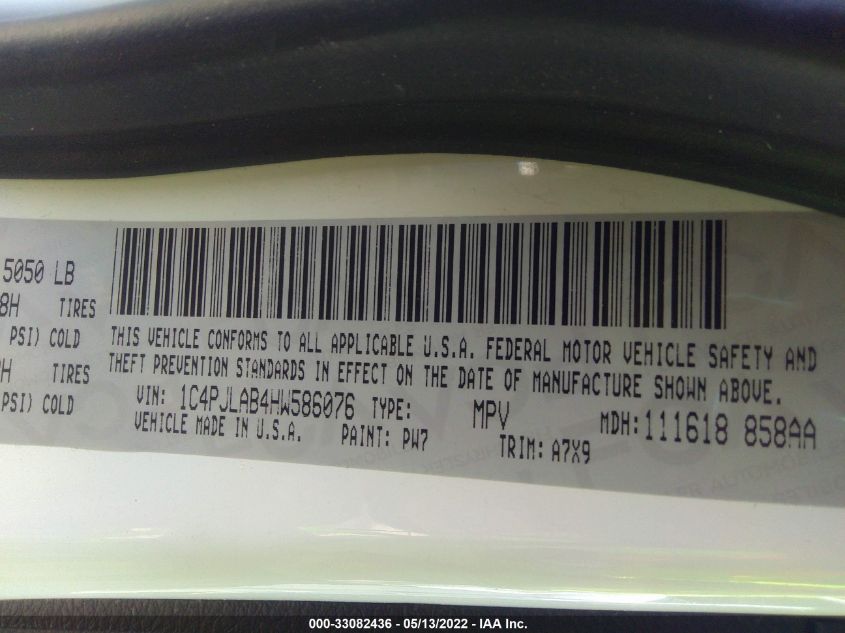 5050 LB
8H TIRES
PSI) COLD
H TIRES
PSI) COLD
THIS VEHICLE CONFORMS TO ALL APPLICABLE U.S.A. FEDERAL MOTOR VEHICLE SAFETY AND
THEFT PREVENTION STANDARDS IN EFFECT ON THE DATE OF MANUFACTURE SHOWN ABOVE.
VIN: 1C4PJLAB4HW586076 TYPE: MPV MDH: 111618 858AA
VEHICLE MADE IN U.S.A. PAINT: PW7 TRIM: A7X9
000-33082436 - 05/13/2022 - IAA Inc.